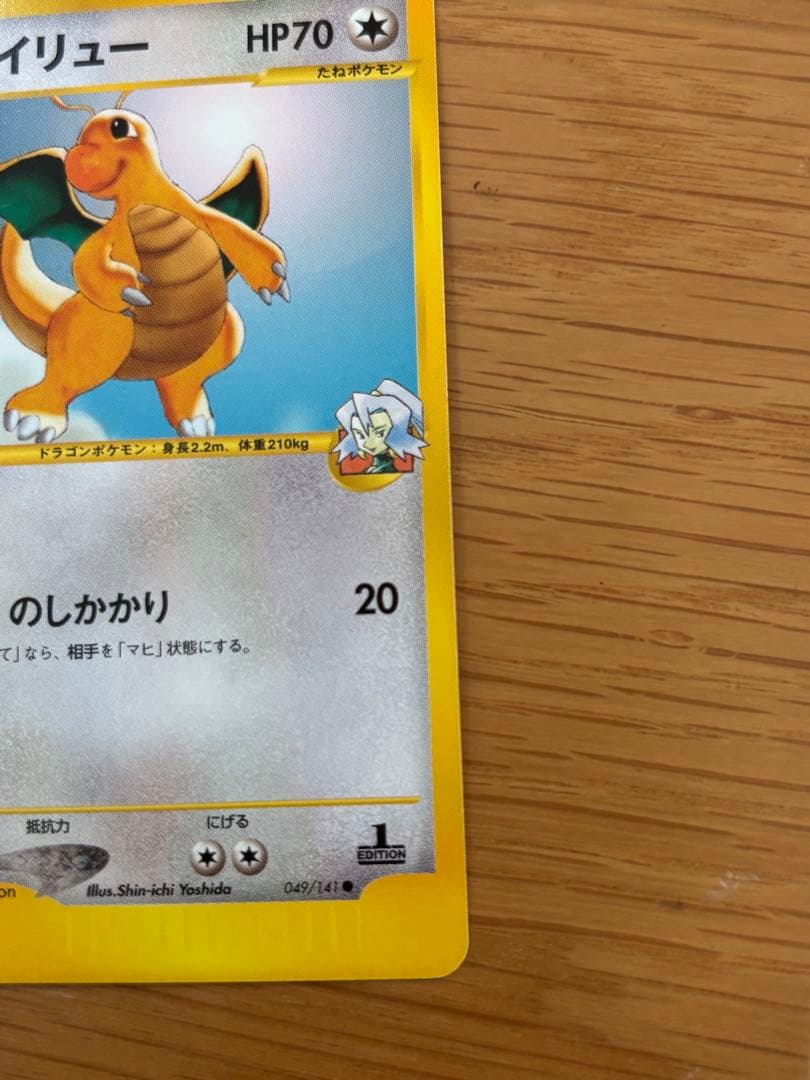 イリュー HP70
たねポケモン
ドラゴンポケモン：身長2.2m、体重210kg
のしかかり 20
て」なら、相手を「マヒ」状態にする。
抵抗力 にげる
1
EDITION
on Illus.Shin-ichi Yoshida 049/141